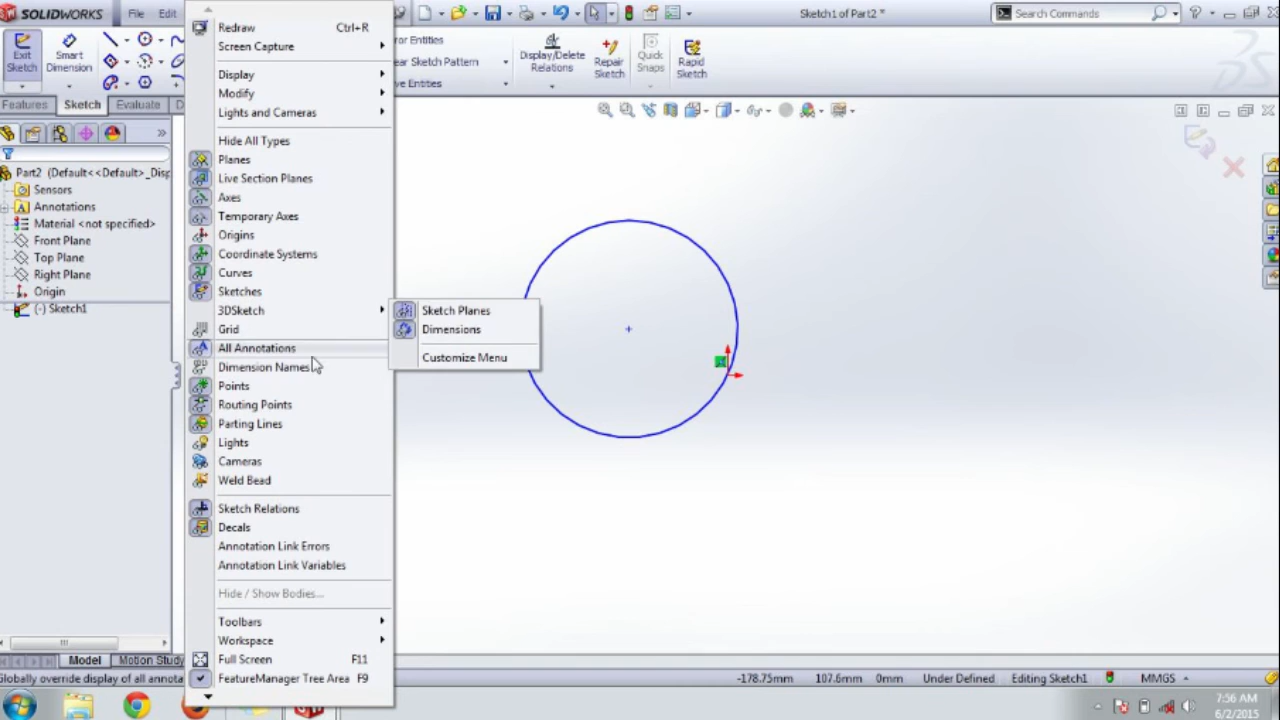 SOLIDWORKS
File
Edit
Sketch1 of Part2 *
Search Commands
Exit
Sketch
Smart
Dimension
ror Entities
ear Sketch Pattern
ve Entities
Display/Delete
Relations
Repair
Sketch
Quick
Snaps
Rapid
Sketch
Features
Sketch
Evaluate
D
Part2 (Default<<Default>_Disp
Sensors
Annotations
Material <not specified>
Front Plane
Top Plane
Right Plane
Origin
(-) Sketch1
Redraw Ctrl+R
Screen Capture
Display
Modify
Lights and Cameras
Hide All Types
Planes
Live Section Planes
Axes
Temporary Axes
Origins
Coordinate Systems
Curves
Sketches
3DSketch
Grid
All Annotations
Dimension Names
Points
Routing Points
Parting Lines
Lights
Cameras
Weld Bead
Sketch Relations
Decals
Annotation Link Errors
Annotation Link Variables
Hide / Show Bodies...
Toolbars
Workspace
Full Screen F11
FeatureManager Tree Area F9
Sketch Planes
Dimensions
Customize Menu
Model
Motion Study
Globally override display of all annota
-178.75mm
107.6mm
0mm
Under Defined
Editing Sketch1
MMGS
7:56 AM
6/2/2015